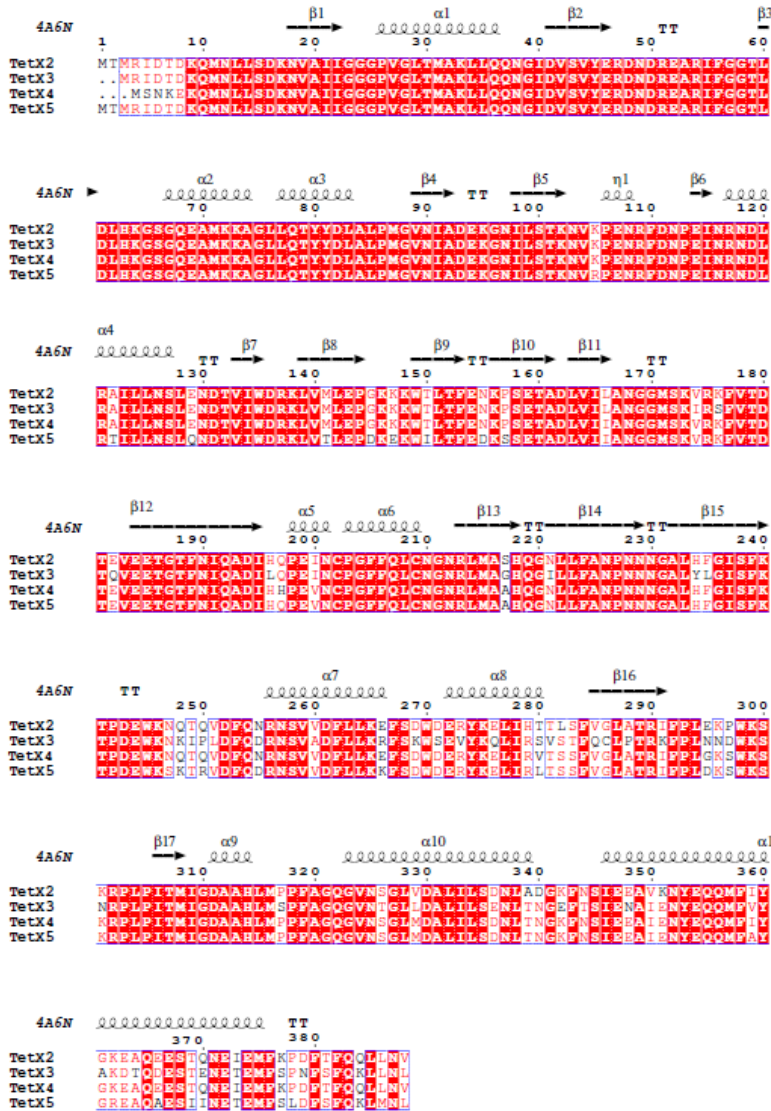 β1 α1 β2 β3
4A6N TT
1 10 20 30 40 50 60
TetX2 MTMRIDTDKQMNLLSDKNVAIIGGGPVGLTMAKLLQQNGIDVSVYERDNDREARIFGGTL
TetX3 ..MRIDTDKQMNLLSDKNVAIIGGGPVGLTMAKLLQQNGIDVSVYERDNDREARIFGGTL
TetX4 ...MSNKEKQMNLLSDKNVAIIGGGPVGLTMAKLLQQNGIDVSVYERDNDREARIFGGTL
TetX5 MTMRIDTDKQMNLLSDKNVAIIGGGPVGLTMAKLLQQNGIDVSVYERDNDREARIFGGTL
α2 α3 β4 β5 η1 β6
4A6N TT
70 80 90 100 110 120
TetX2 DLHKGSGQEAMKKAGLLQTYYDLALPMGVNIADEKGNILSTKNVKPENRFDNPEINRNDL
TetX3 DLHKGSGQEAMKKAGLLQTYYDLALPMGVNIADEKGNILSTKNVKPENRFDNPEINRNDL
TetX4 DLHKGSGQEAMKKAGLLQTYYDLALPMGVNIADEKGNILSTKNVKPENRFDNPEINRNDL
TetX5 DLHKGSGQEAMKKAGLLQTYYDLALPMGVNIADEKGNILSTKNVRPENRFDNPEINRNDL
α4 β7 β8 β9 β10 β11
4A6N TT TT TT
130 140 150 160 170 180
TetX2 RAILLNSLENDTVIWDRKLVMLEPGKKKWTLTFENKPSETADLVILANGGMSKVRKFVTD
TetX3 RAILLNSLENDTVIWDRKLVMLEPGKKKWTLTFENKPSETADLVIIANGGMSKIRSFVTD
TetX4 RAILLNSLENDTVIWDRKLVMLEPGKKKWTLTFENKPSETADLVIIANGGMSKVRKFVTD
TetX5 RTILLNSLQNDTVIWDRKLVTLEPDKEKWILTFEDKSSETADLVIIANGGMSKVRKFVTD
β12 α5 α6 β13 β14 β15
4A6N TT TT
190 200 210 220 230 240
TetX2 TEVEETGTFNIQADIHQPEINCPGFFQLCNGNRLMASHQGNLLFANPNNNGALHFGISFK
TetX3 TQVEETGTFNIQADILQPEINCPGFFQLCNGNRLMAGHQGILLFANPNNNGALYLGISFK
TetX4 TEVEETGTFNIQADIHHPEVNCPGFFQLCNGNRLMAAHQGNLLFANPNNNGALHFGISFK
TetX5 TEVEETGTFNIQADIHQPEVNCPGFFQLCNGNRLMAAHQGNLLFANPNNNGALHFGISFK
α7 α8 β16
4A6N TT
250 260 270 280 290 300
TetX2 TPDEWKNQTQVDFQNRNSVVDFLLKEFSDWDERYKELIHTTLSFVGLATRIFPLEKPWKS
TetX3 TPDEWKNKIPLDFQDRNSVADFLLKRFSKWSEVYKQLIRSVSTFQCLPTRKFPLNNDWKS
TetX4 TPDEWKNQTQVDFQNRNSVVDFLLKEFSDWDERYKELIRVTSSFVGLATRIFPLGKSWKS
TetX5 TPDEWKSKTRVDFQDRNSVVDFLLKKFSDWDERYKELIRLTSSFVGLATRIFPLDKSWKS
β17 α9 α10 α1
4A6N
310 320 330 340 350 360
TetX2 KRPLPITMIGDAAHLMPPFAGQGVNSGLVDALILSDNLADGKFNSIEEAVKNYEQQMFIY
TetX3 NRPLPITMIGDAAHLMSPFAGQGVNTGLLDALILSENLTNGEFTSIENAIENYEQQMFVY
TetX4 KRPLPITMIGDAAHLMPPFAGQGVNSGLMDALILSDNLTNGKFNSIEEAIENYEQQMFIY
TetX5 KRPLPITMIGDAAHLMPPFAGQGVNSGLMDALILSDNLTNGKFNSIEEAIENYEQQMFAY
4A6N TT
370 380
TetX2 GKEAQEESTQNEIEMFKPDFTFQQLLNV
TetX3 AKDTQDESTENETEMFSPNFSFQKLLNL
TetX4 GKEAQEESTQNETEMFKPDFTFQQLLNV
TetX5 GREAQAESIINETEMFSLDFSFQKLMNL